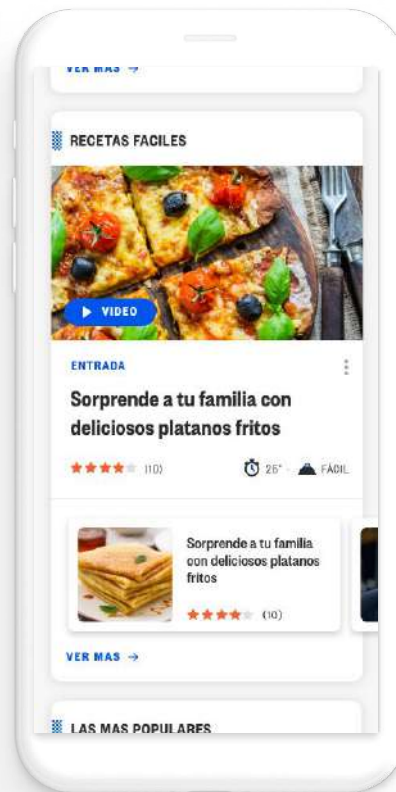 VER MAS →
RECETAS FACILES
VIDEO
ENTRADA
Sorprende a tu familia con
deliciosos platanos fritos
(10)
26" · FÁCIL
Sorprende a tu familia
con deliciosos platanos
fritos
(10)
VER MAS →
LAS MAS POPULARES